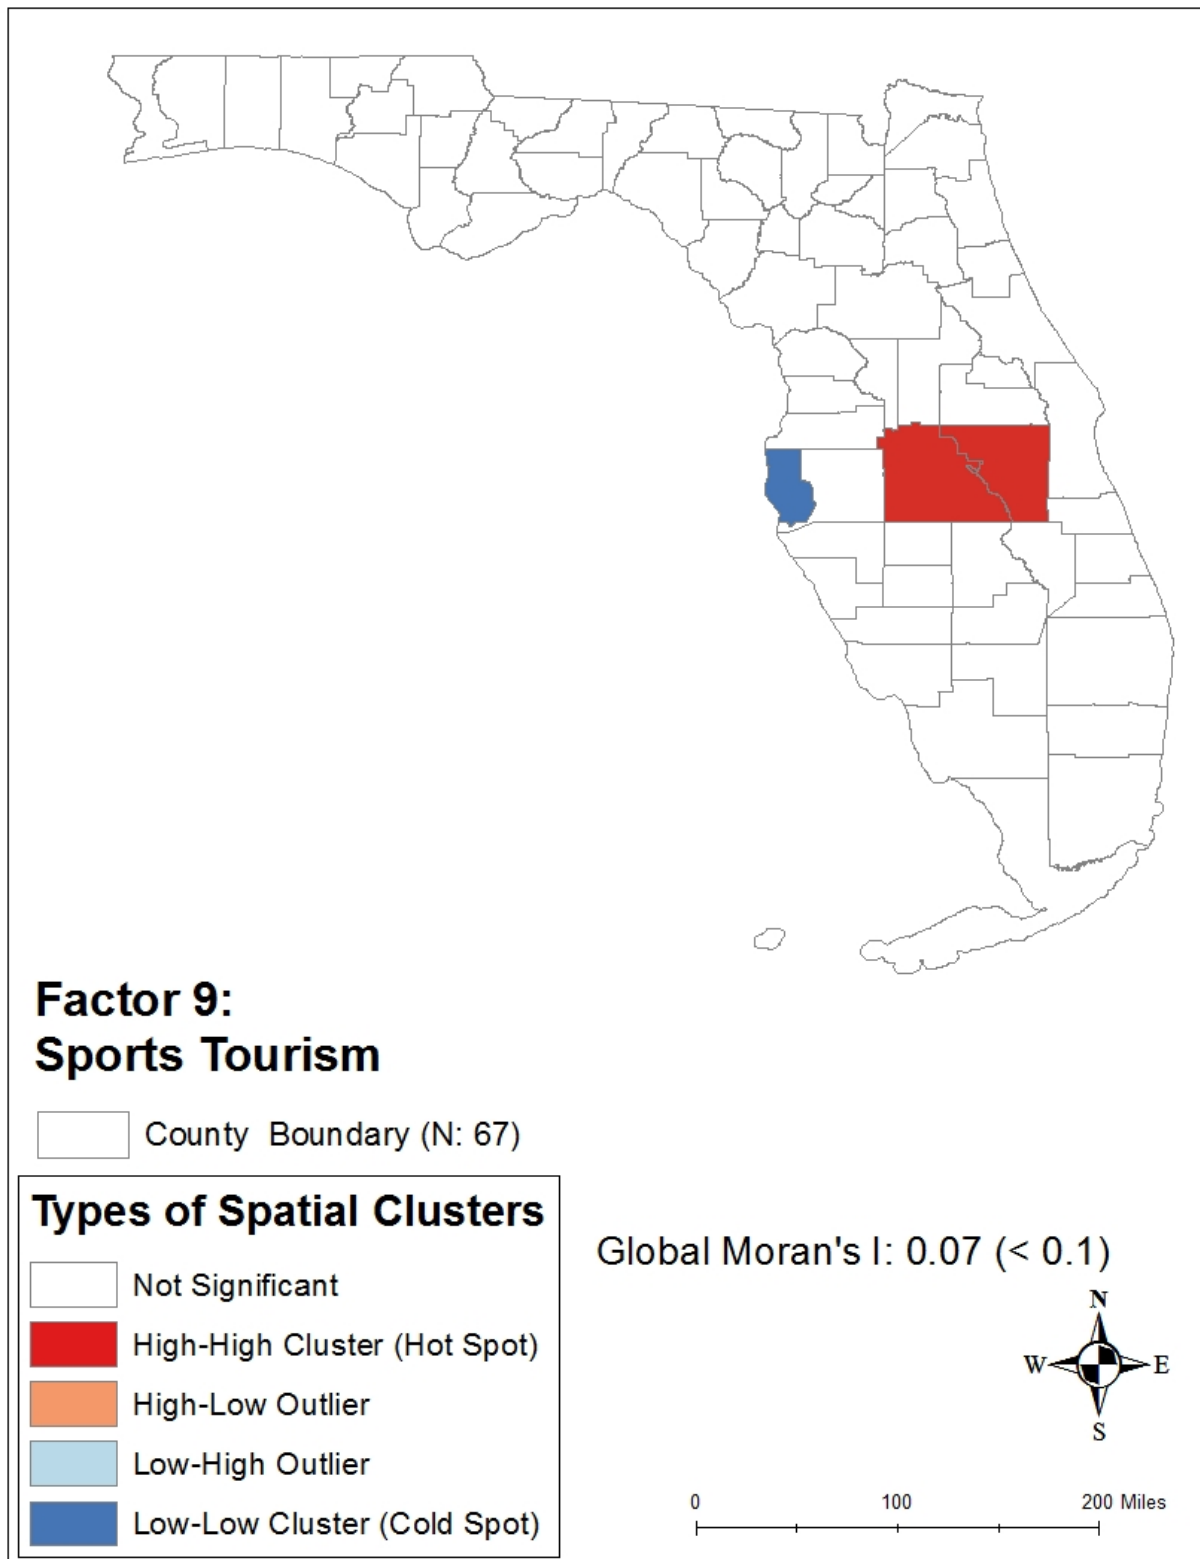 Factor 9:
Sports Tourism
County Boundary (N: 67)
Types of Spatial Clusters
Not Significant
High-High Cluster (Hot Spot)
High-Low Outlier
Low-High Outlier
Low-Low Cluster (Cold Spot)
Global Moran's I: 0.07 (< 0.1)
N
W E
S
0 100 200 Miles